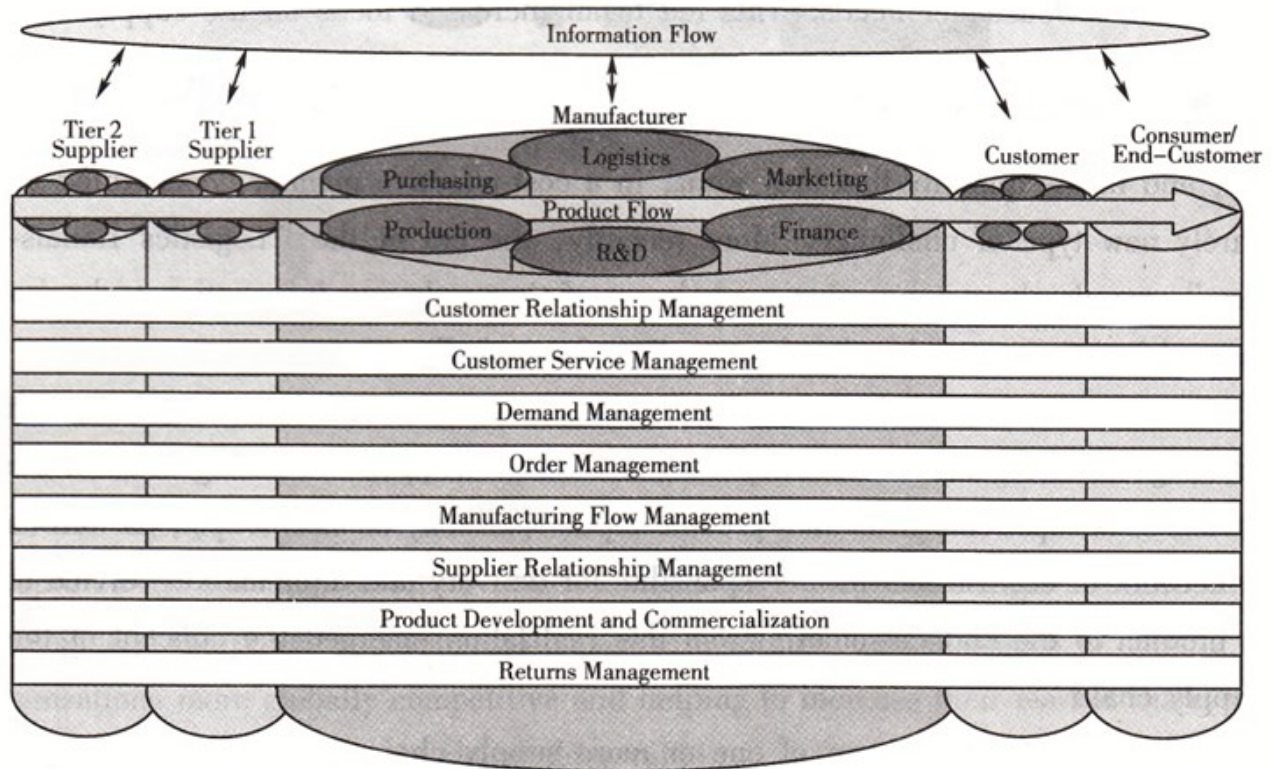 Information Flow
Tier 2
Supplier
Tier 1
Supplier
Manufacturer
Customer
Consumer/
End-Customer
Logistics
Purchasing
Marketing
Product Flow
Production
Finance
R&D
Customer Relationship Management
Customer Service Management
Demand Management
Order Management
Manufacturing Flow Management
Supplier Relationship Management
Product Development and Commercialization
Returns Management